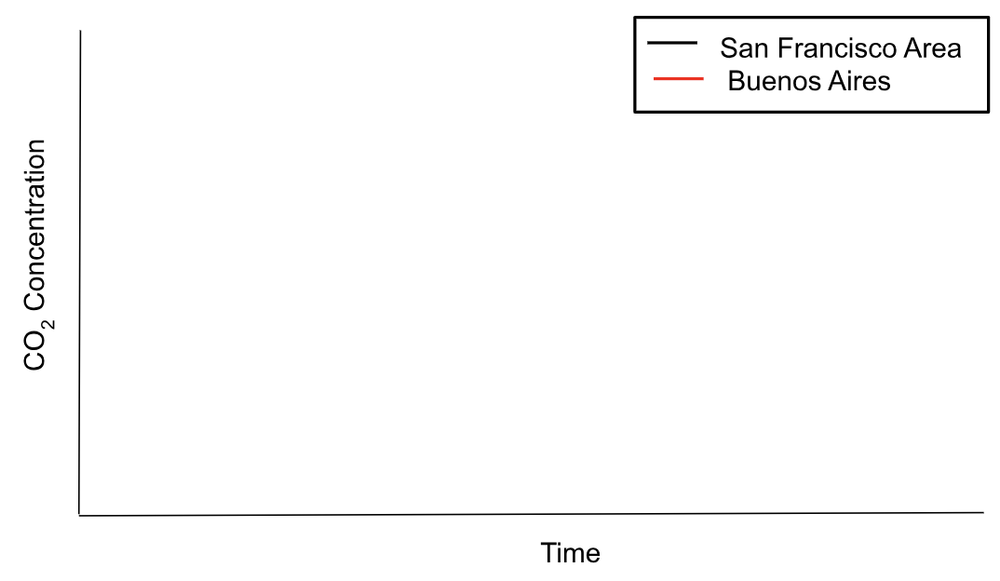 San Francisco Area
Buenos Aires
CO₂ Concentration
Time